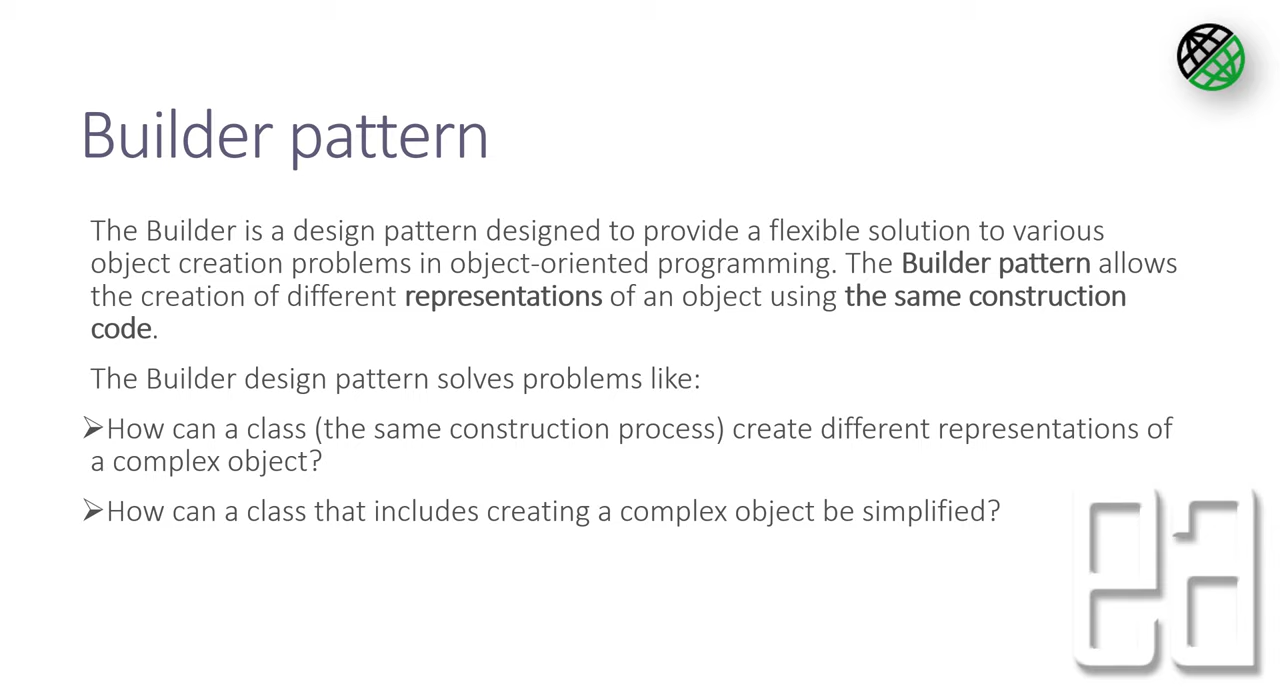 Builder pattern
The Builder is a design pattern designed to provide a flexible solution to various
object creation problems in object-oriented programming. The Builder pattern allows
the creation of different representations of an object using the same construction
code.
The Builder design pattern solves problems like:
➢How can a class (the same construction process) create different representations of
a complex object?
➢How can a class that includes creating a complex object be simplified?
ea